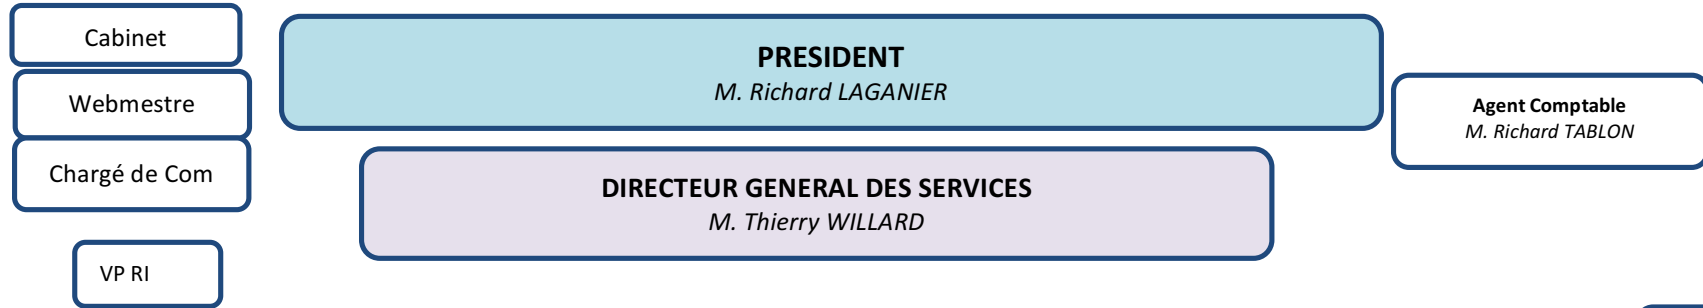 Cabinet
Webmestre
Chargé de Com
VP RI
PRESIDENT
M. Richard LAGANIER
DIRECTEUR GENERAL DES SERVICES
M. Thierry WILLARD
Agent Comptable
M. Richard TABLON